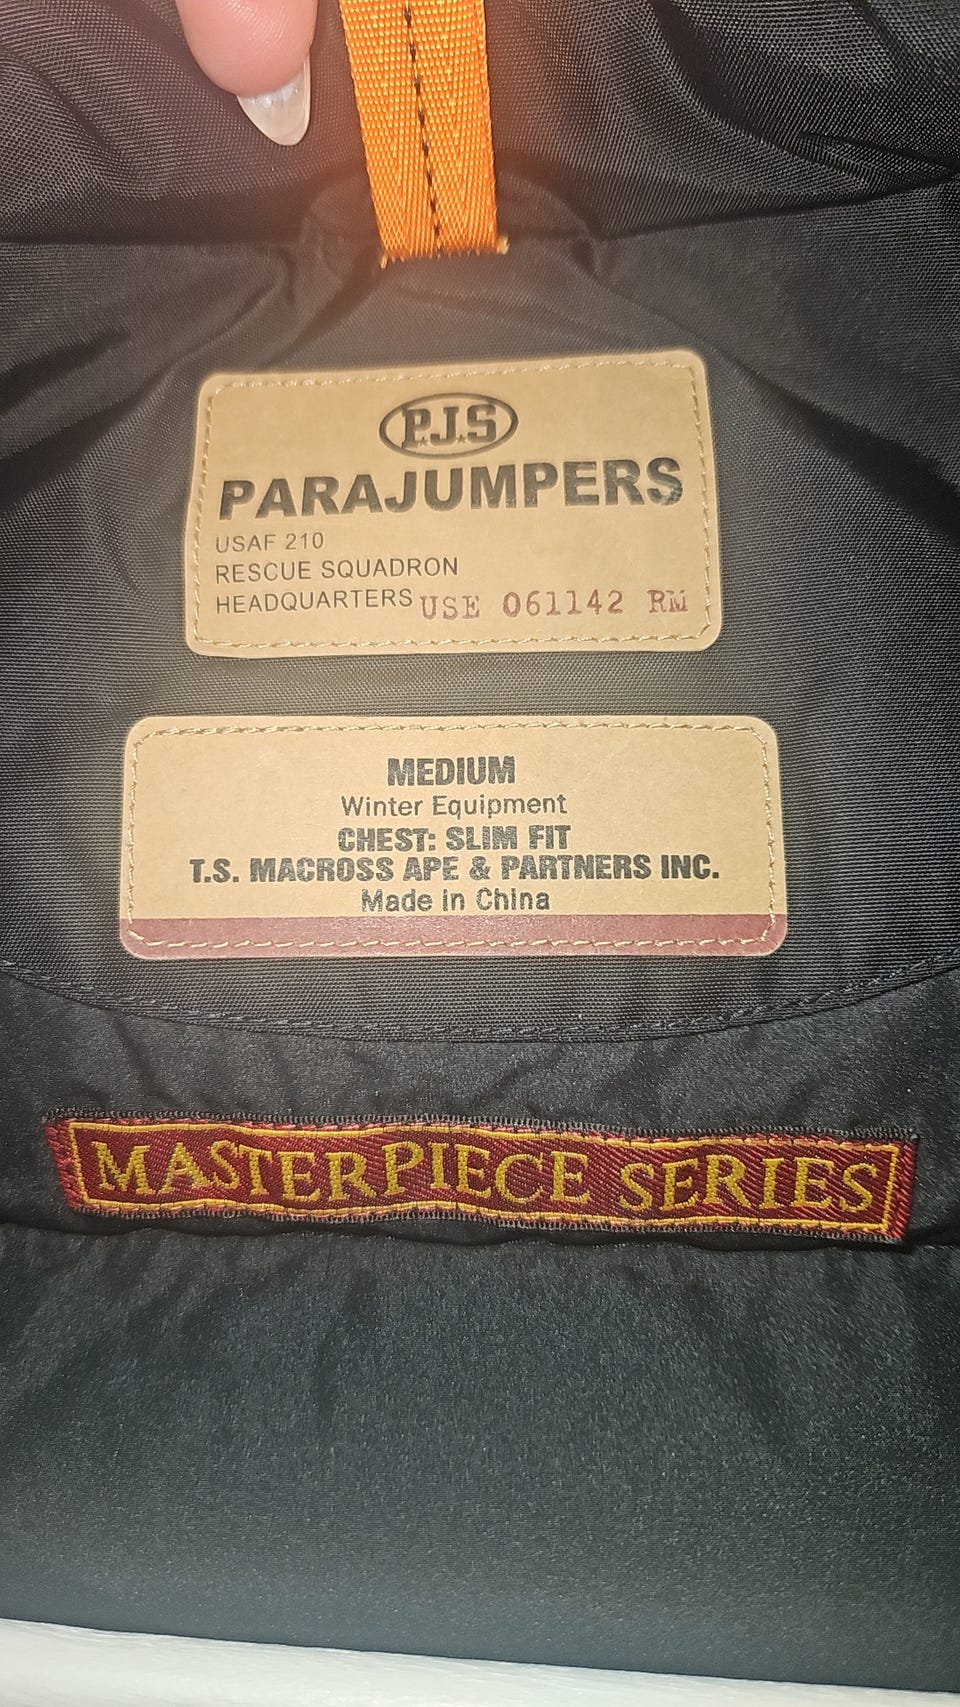 P.J.S
PARAJUMPERS
USAF 210
RESCUE SQUADRON
HEADQUARTERS USE 061142 RM
MEDIUM
Winter Equipment
CHEST: SLIM FIT
T.S. MACROSS APE & PARTNERS INC.
Made in China
MASTERPIECE SERIES